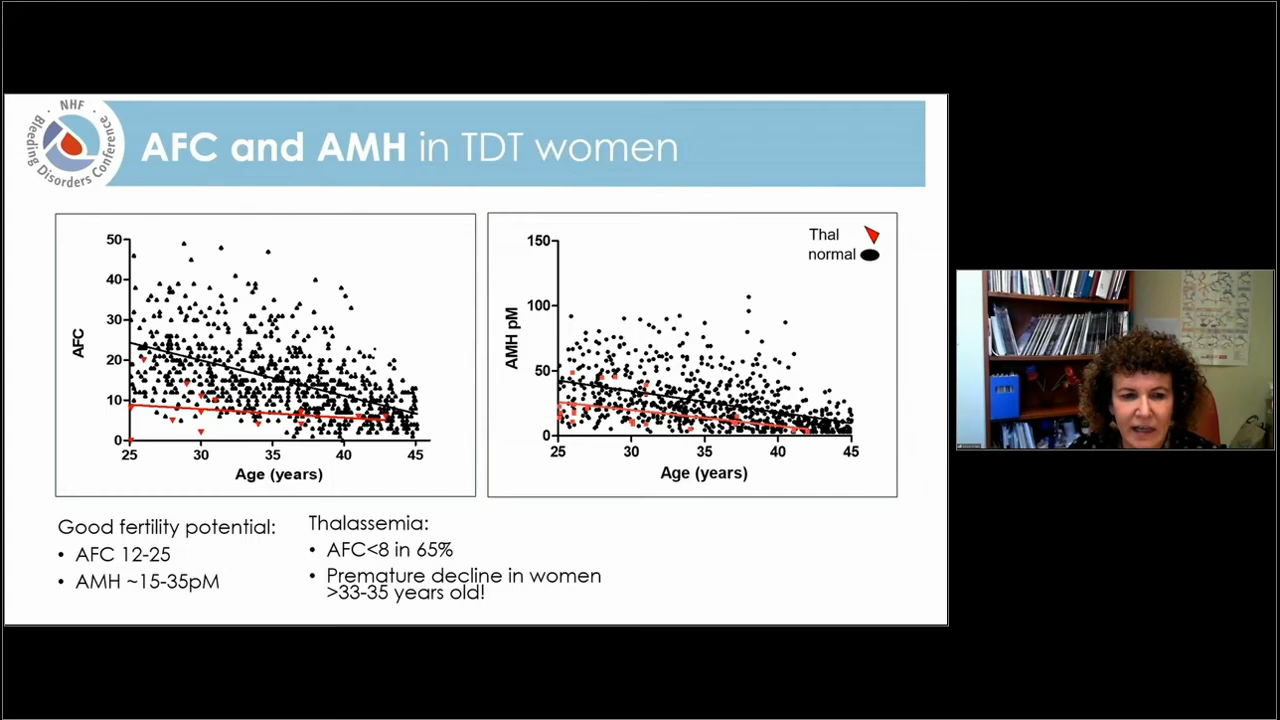 NHF
Bleeding Disorders Conference
AFC and AMH in TDT women
50
40
30
20
10
0
AFC
25 30 35 40 45
Age (years)
150
100
50
0
AMH pM
25 30 35 40 45
Age (years)
Thal
normal
Good fertility potential:
• AFC 12-25
• AMH ~15-35pM
Thalassemia:
• AFC<8 in 65%
• Premature decline in women
>33-35 years old!